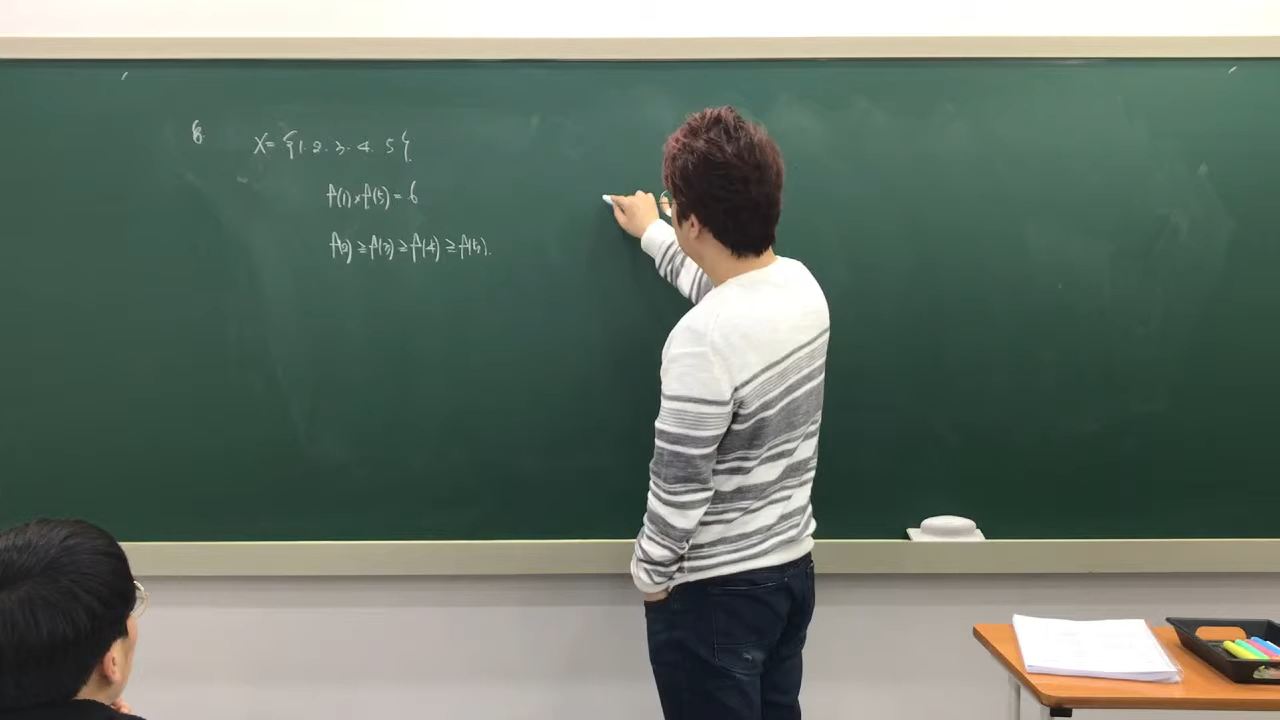 8 X = {1. 2. 3. 4. 5}.
f(1) × f(5) = 6
f(2) ≥ f(3) ≥ f(4) ≥ f(5).